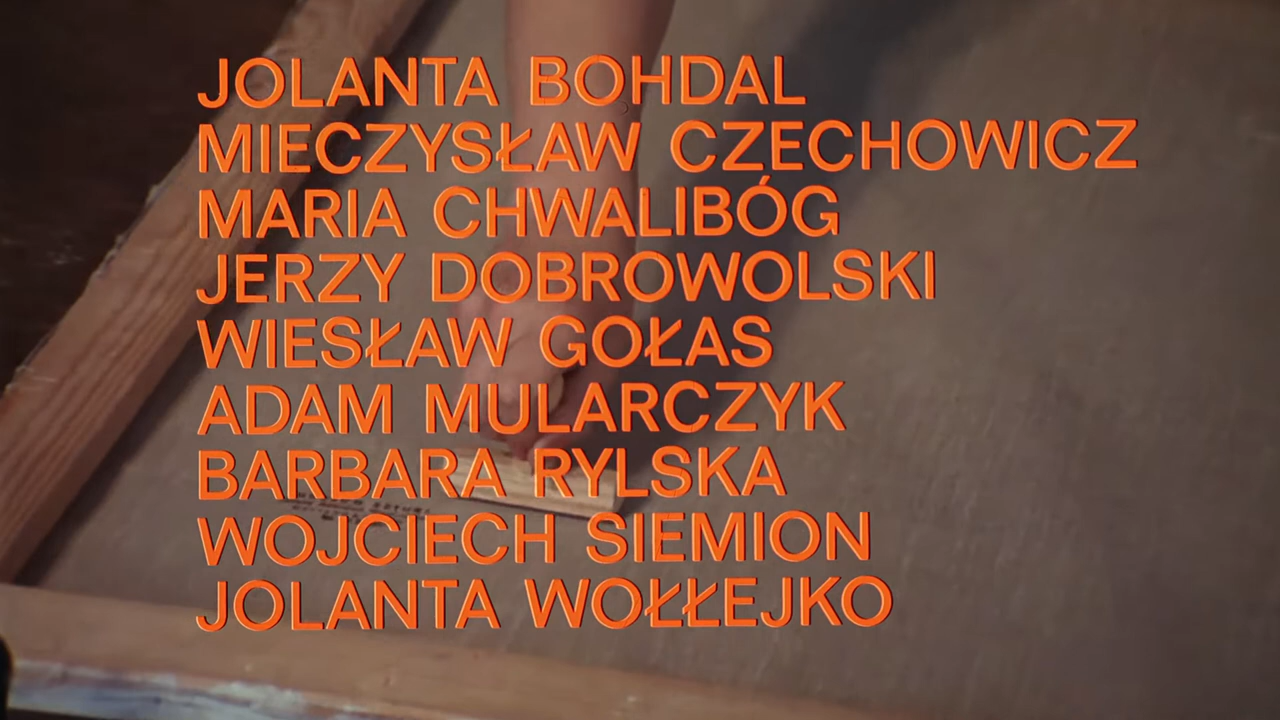 JOLANTA BOHDAL
MIECZYSŁAW CZECHOWICZ
MARIA CHWALIBÓG
JERZY DOBROWOLSKI
WIESŁAW GOŁAS
ADAM MULARCZYK
BARBARA RYLSKA
WOJCIECH SIEMION
JOLANTA WOŁŁEJKO